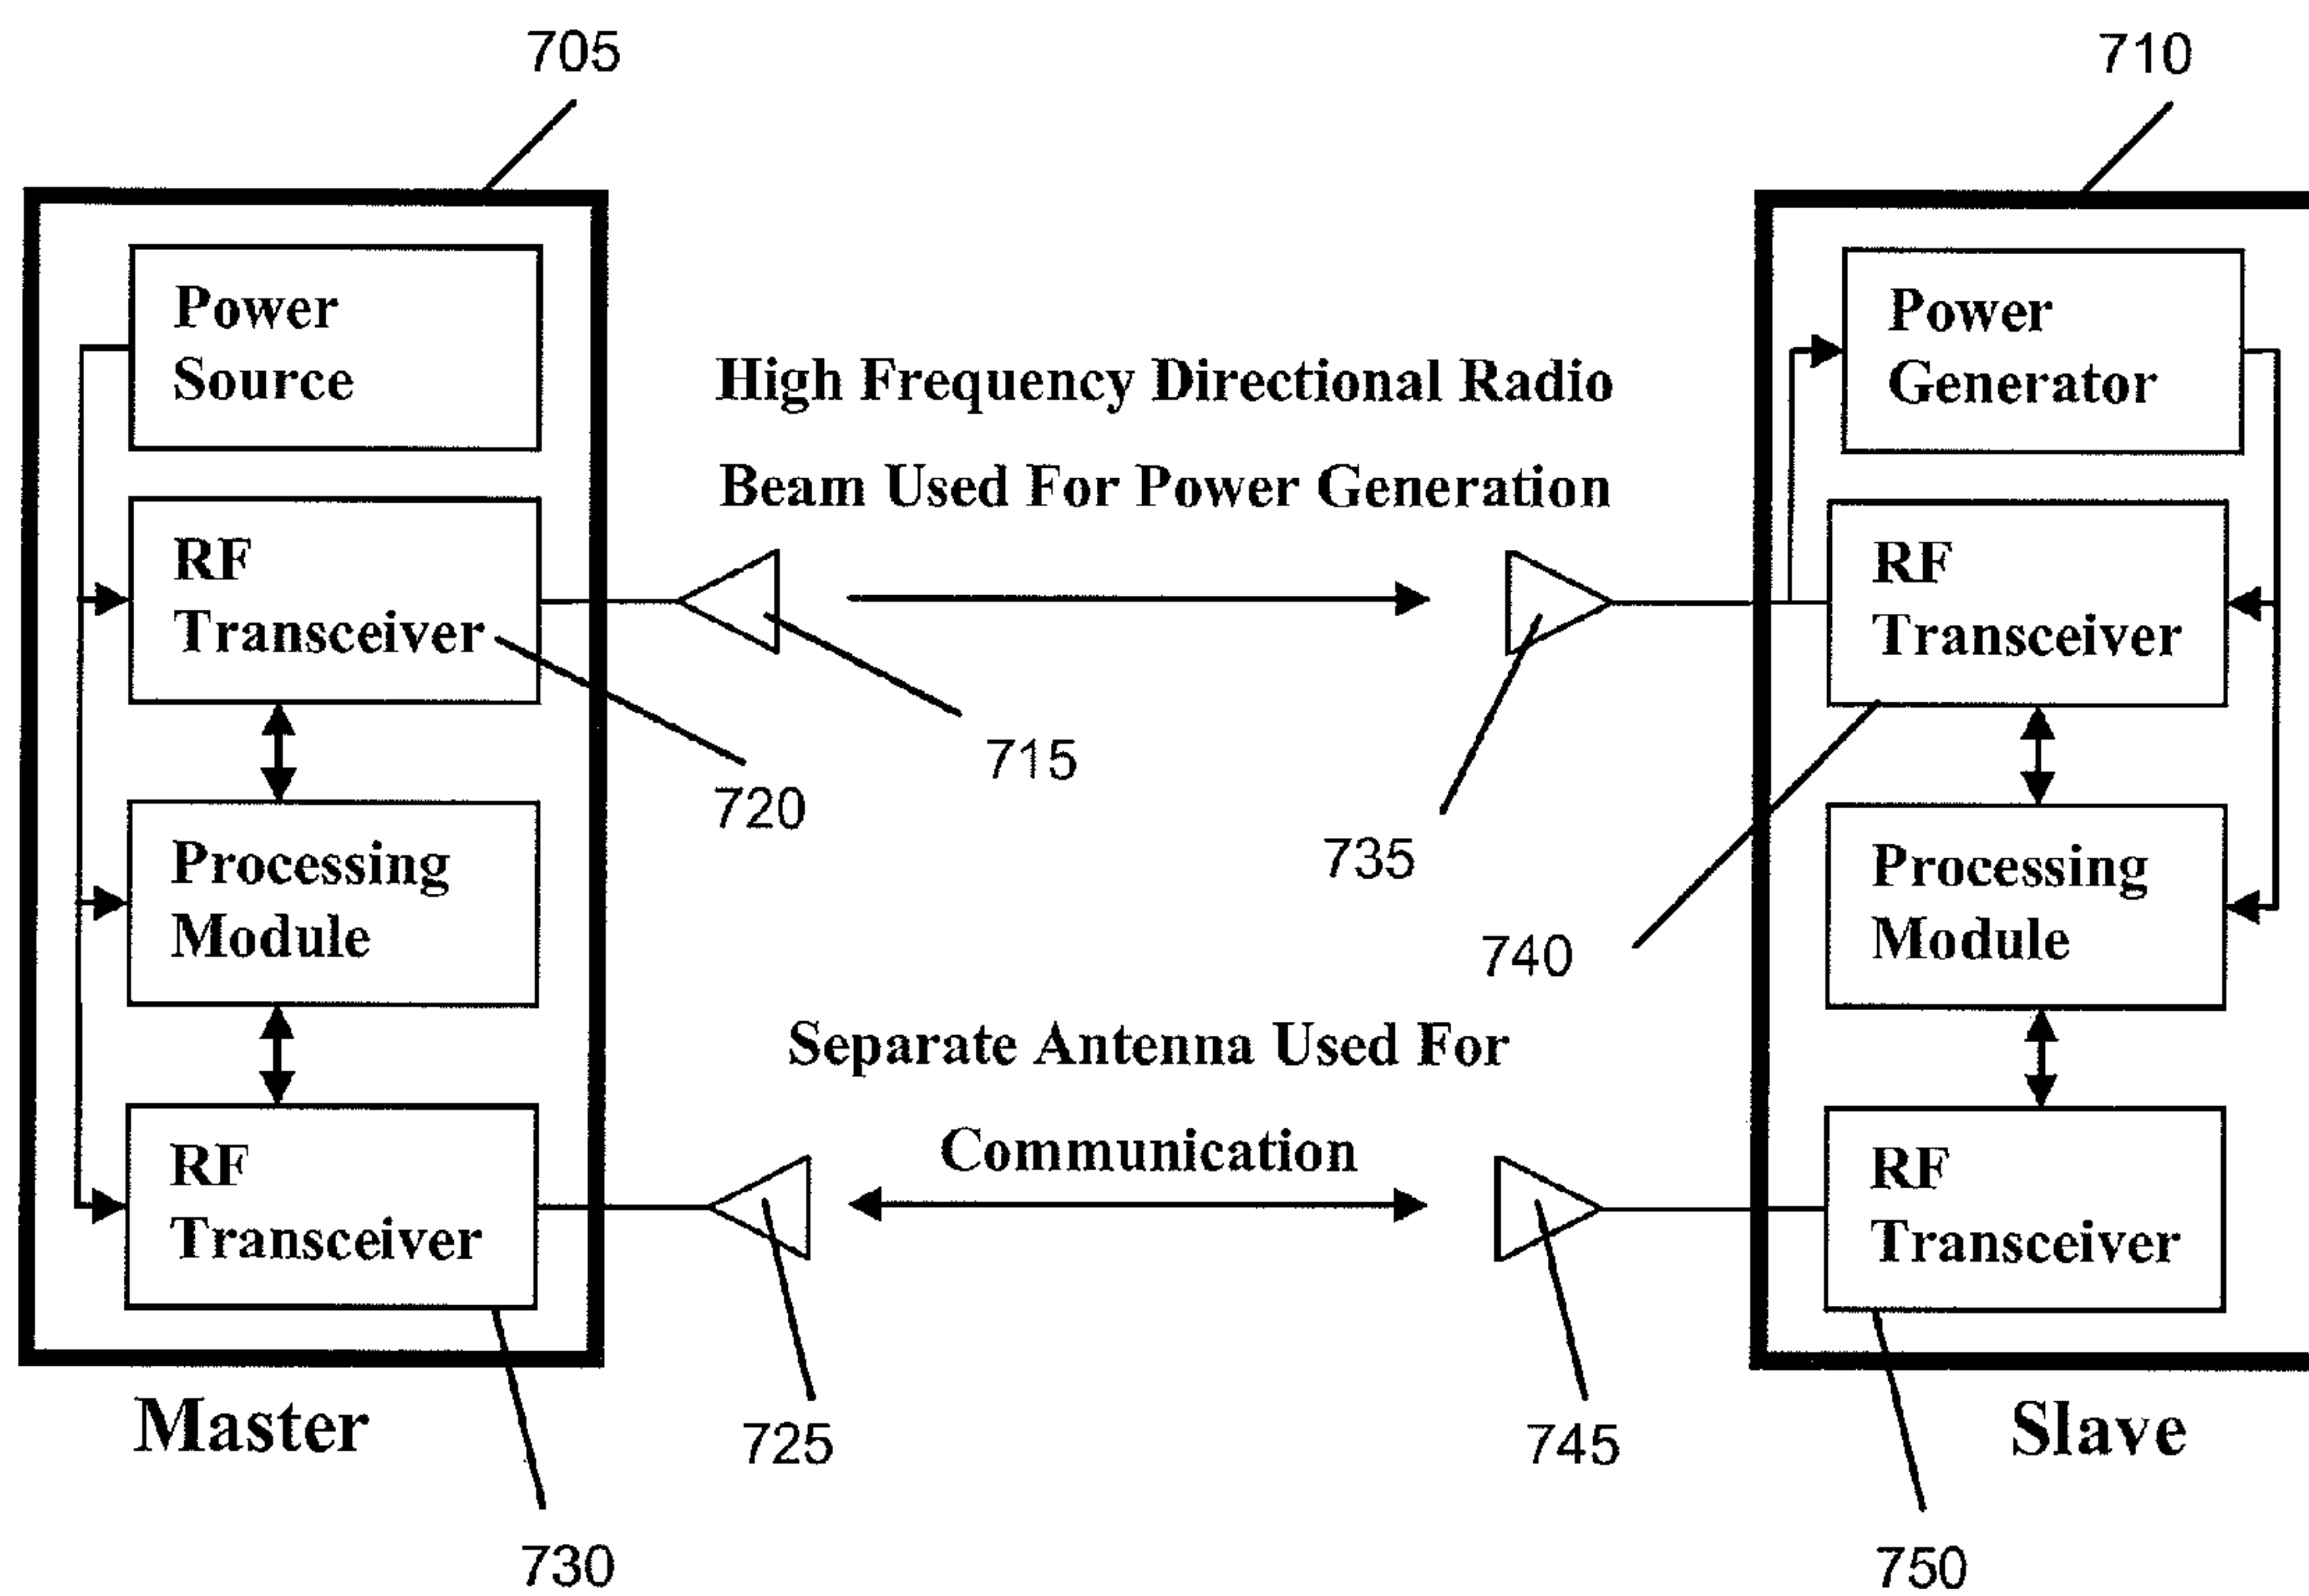 705
710
Power
Source
Power
Generator
High Frequency Directional Radio
Beam Used For Power Generation
RF
Transceiver
RF
Transceiver
715
720
735
740
Processing
Module
Processing
Module
Separate Antenna Used For
Communication
RF
Transceiver
RF
Transceiver
725
745
Master
Slave
730
750